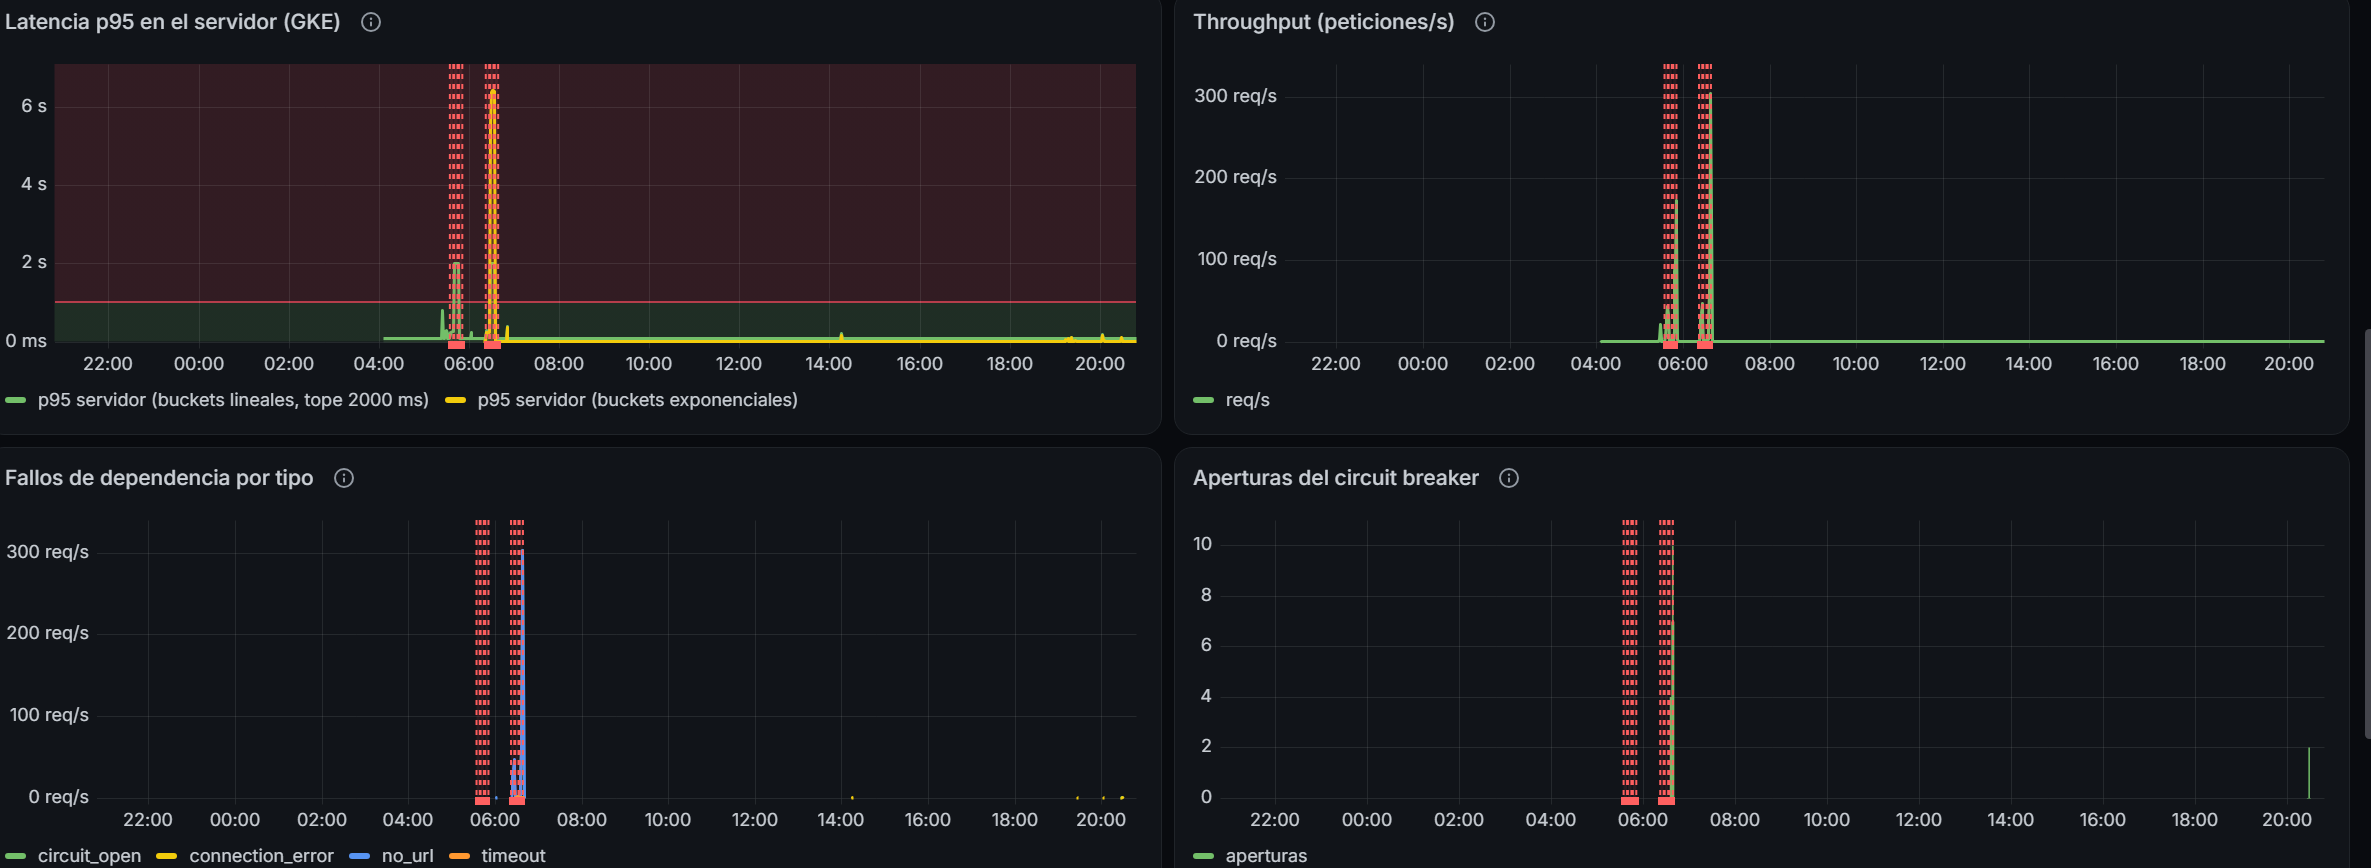 Latencia p95 en el servidor (GKE)
6 s
4 s
2 s
0 ms
22:00 00:00 02:00 04:00 06:00 08:00 10:00 12:00 14:00 16:00 18:00 20:00
p95 servidor (buckets lineales, tope 2000 ms) p95 servidor (buckets exponenciales)
Throughput (peticiones/s)
300 req/s
200 req/s
100 req/s
0 req/s
22:00 00:00 02:00 04:00 06:00 08:00 10:00 12:00 14:00 16:00 18:00 20:00
req/s
Fallos de dependencia por tipo
300 req/s
200 req/s
100 req/s
0 req/s
22:00 00:00 02:00 04:00 06:00 08:00 10:00 12:00 14:00 16:00 18:00 20:00
circuit_open connection_error no_url timeout
Aperturas del circuit breaker
10
8
6
4
2
0
22:00 00:00 02:00 04:00 06:00 08:00 10:00 12:00 14:00 16:00 18:00 20:00
aperturas